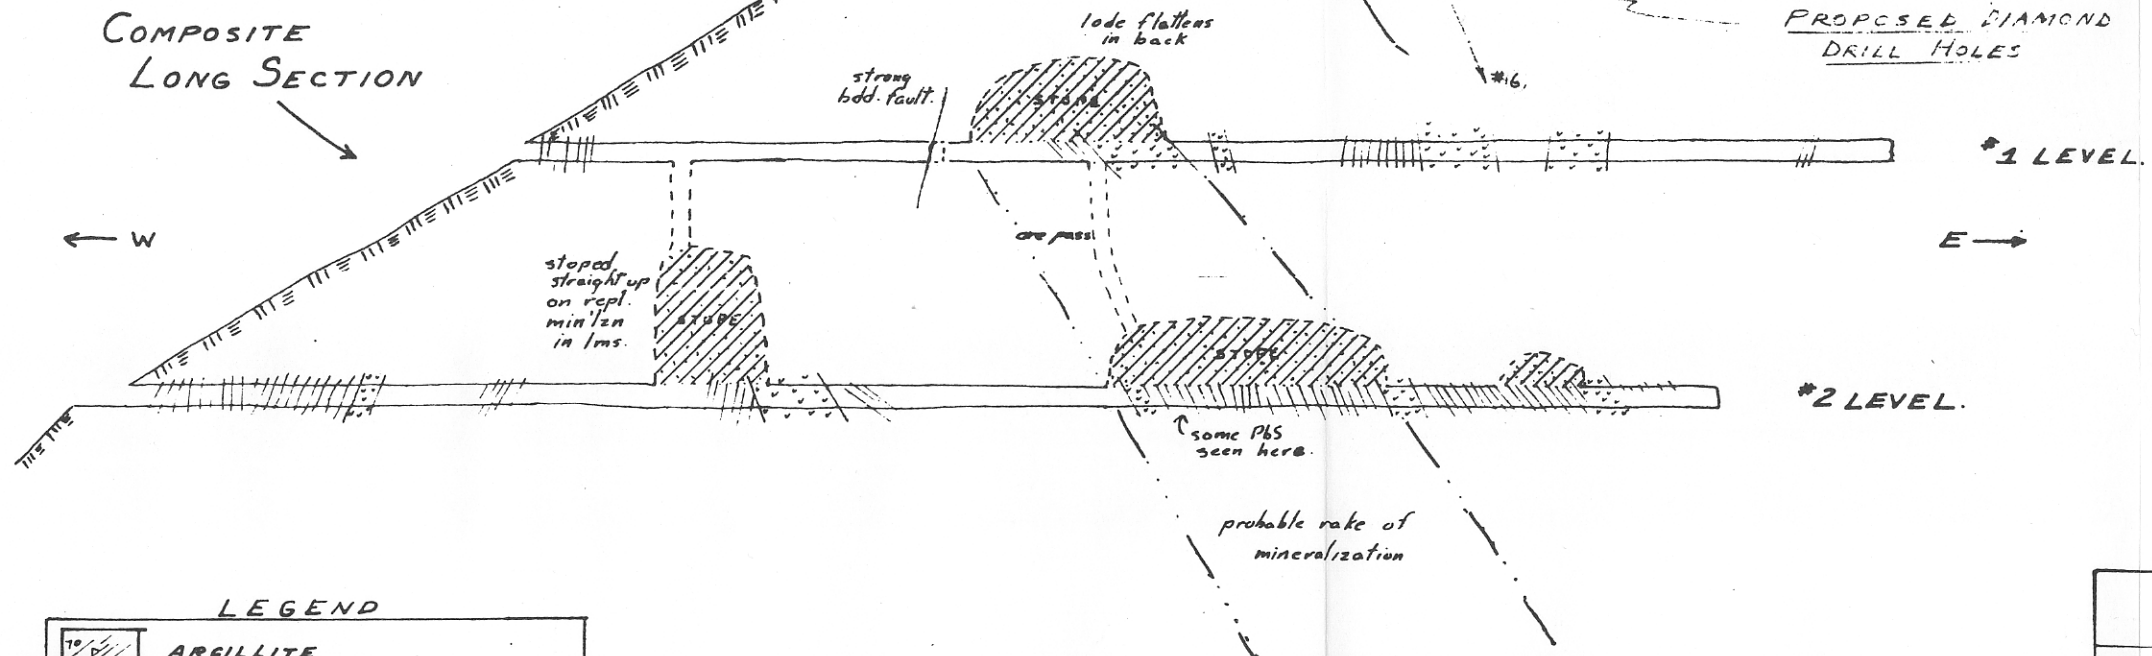 COMPOSITE
LONG SECTION
lode flattens
in back
PROPOSED DIAMOND
DRILL HOLES
strong
bdd. fault.
STOPE
#16.
#1 LEVEL.
← W
ore pass
E →
stoped
straight up
on repl.
min'lzn
in lms.
STOPE
STOPE
#2 LEVEL.
some PbS
seen here.
probable rake of
mineralization
LEGEND
70
ARGILLITE